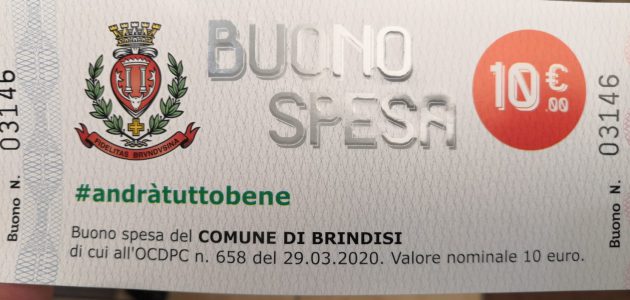 Buono N. 03146
BUONO
SPESA
10 €
.00
FIDELITAS BRVNDVSINA
#andràtuttobene
Buono spesa del COMUNE DI BRINDISI
di cui all'OCDPC n. 658 del 29.03.2020. Valore nominale 10 euro.
Buono N. 03146